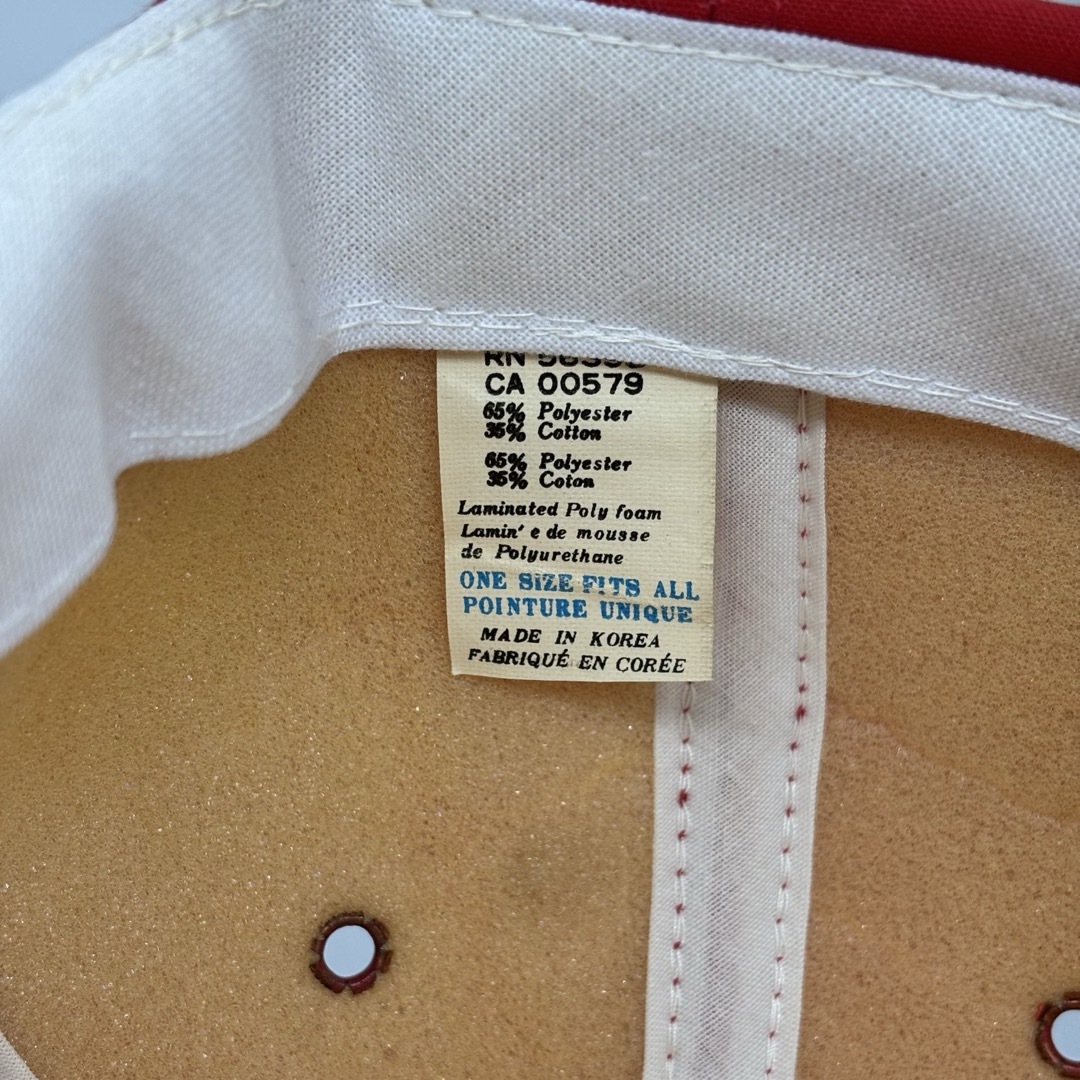 RN
CA 00579
65% Polyester
35% Cotton
65% Polyester
35% Coton
Laminated Poly foam
Lamin' e de mousse
de Polyurethane
ONE SIZE FITS ALL
POINTURE UNIQUE
MADE IN KOREA
FABRIQUÉ EN CORÉE